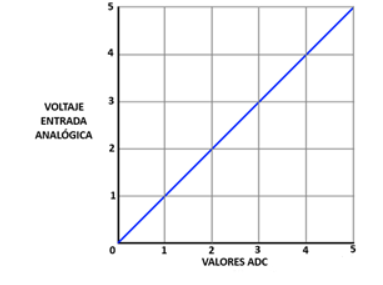 5
4
3
VOLTAJE
ENTRADA
ANALÓGICA
2
1
0 1 2 3 4 5
VALORES ADC